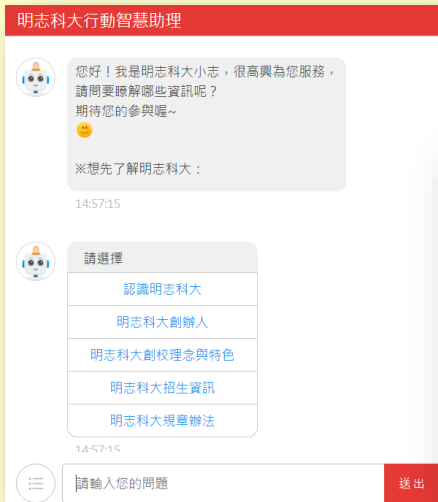 明志科大行動智慧助理
您好！我是明志科大小志，很高興為您服務，
請問要瞭解哪些資訊呢？
期待您的參與喔~
※想先了解明志科大：
14:57:15
請選擇
認識明志科大
明志科大創辦人
明志科大創校理念與特色
明志科大招生資訊
明志科大規章辦法
14:57:15
請輸入您的問題
送出